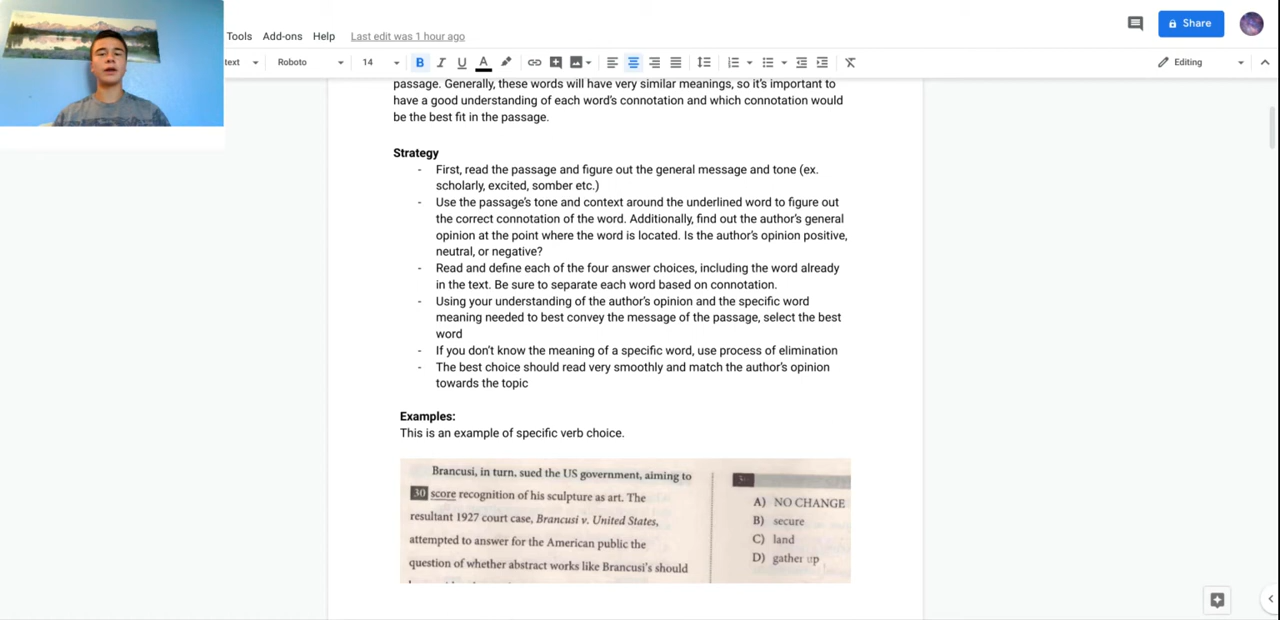 Tools Add-ons Help Last edit was 1 hour ago
Share
text Roboto 14 B I U A Editing
passage. Generally, these words will have very similar meanings, so it's important to
have a good understanding of each word's connotation and which connotation would
be the best fit in the passage.
Strategy
- First, read the passage and figure out the general message and tone (ex.
scholarly, excited, somber etc.)
- Use the passage's tone and context around the underlined word to figure out
the correct connotation of the word. Additionally, find out the author's general
opinion at the point where the word is located. Is the author's opinion positive,
neutral, or negative?
- Read and define each of the four answer choices, including the word already
in the text. Be sure to separate each word based on connotation.
- Using your understanding of the author's opinion and the specific word
meaning needed to best convey the message of the passage, select the best
word
- If you don't know the meaning of a specific word, use process of elimination
- The best choice should read very smoothly and match the author's opinion
towards the topic
Examples:
This is an example of specific verb choice.
Brancusi, in turn, sued the US government, aiming to
30 score recognition of his sculpture as art. The
resultant 1927 court case, Brancusi v. United States,
attempted to answer for the American public the
question of whether abstract works like Brancusi's should
A) NO CHANGE
B) secure
C) land
D) gather up